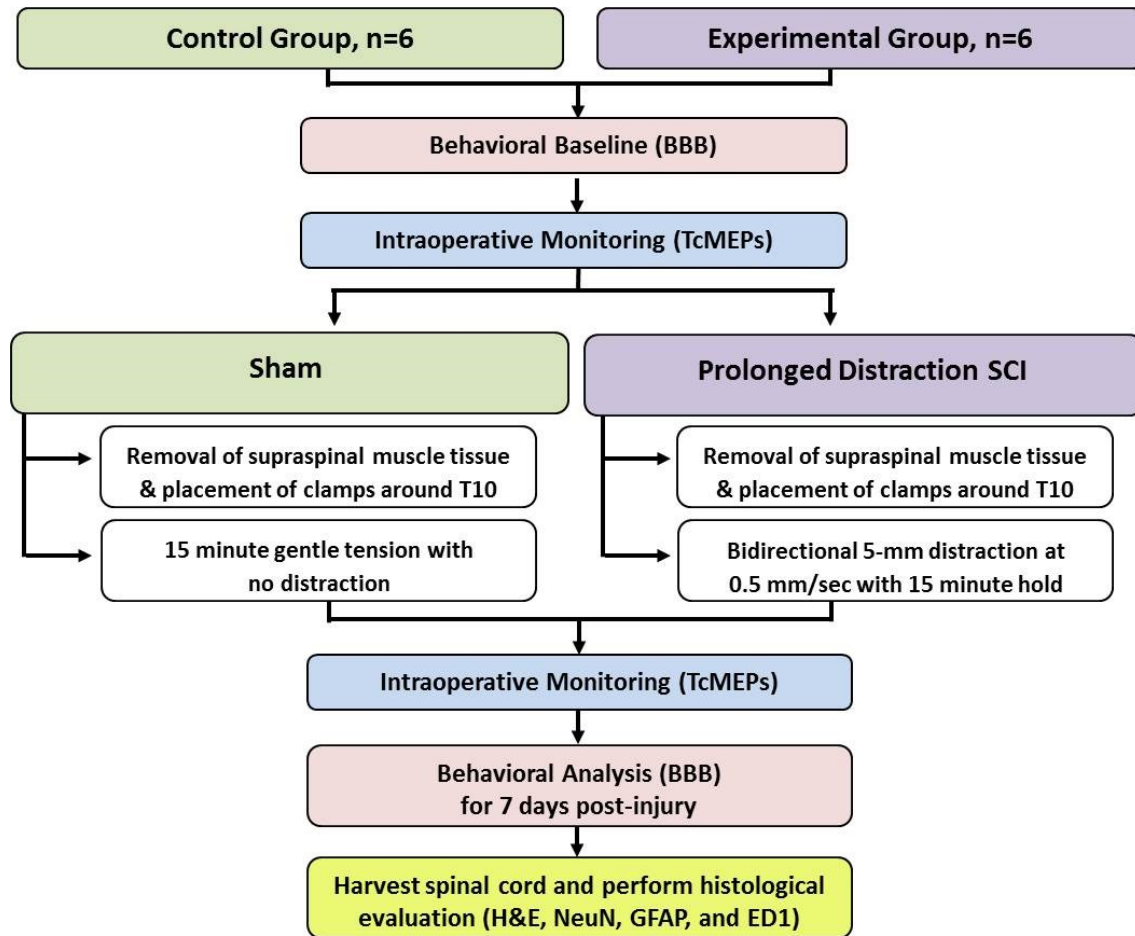 Control Group, n=6
Experimental Group, n=6
Behavioral Baseline (BBB)
Intraoperative Monitoring (TcMEPs)
Sham
Prolonged Distraction SCI
Removal of supraspinal muscle tissue
& placement of clamps around T10
Removal of supraspinal muscle tissue
& placement of clamps around T10
15 minute gentle tension with
no distraction
Bidirectional 5-mm distraction at
0.5 mm/sec with 15 minute hold
Intraoperative Monitoring (TcMEPs)
Behavioral Analysis (BBB)
for 7 days post-injury
Harvest spinal cord and perform histological
evaluation (H&E, NeuN, GFAP, and ED1)